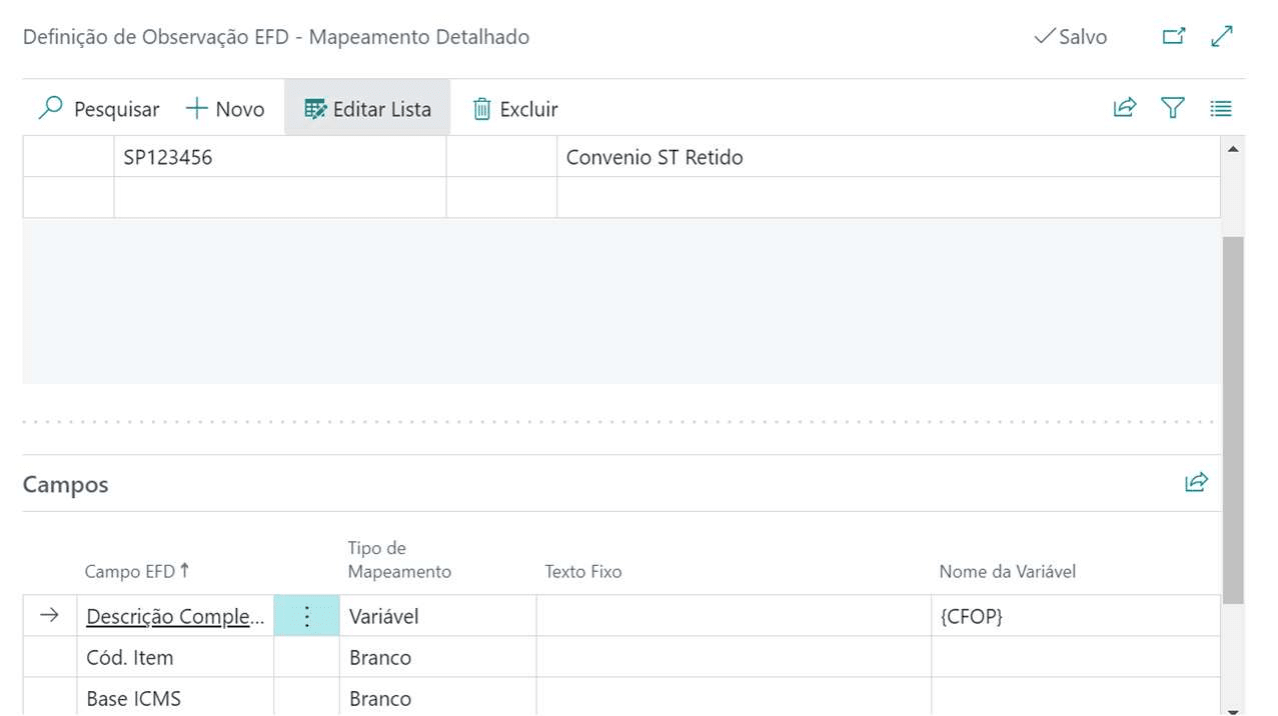 Definição de Observação EFD - Mapeamento Detalhado
Salvo
Pesquisar Novo Editar Lista Excluir
SP123456 Convenio ST Retido
Campos
Campo EFD ↑ Tipo de Mapeamento Texto Fixo Nome da Variável
Descrição Comple... Variável {CFOP}
Cód. Item Branco
Base ICMS Branco